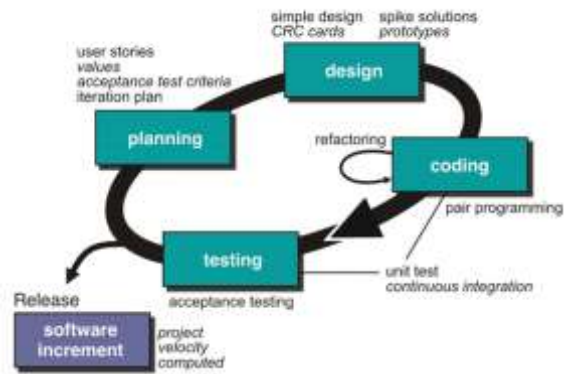 simple design
CRC cards
spike solutions
prototypes
user stories
values
acceptance test criteria
iteration plan
design
planning
refactoring
coding
pair programming
testing
unit test
continuous integration
acceptance testing
Release
software
increment
project
velocity
computed